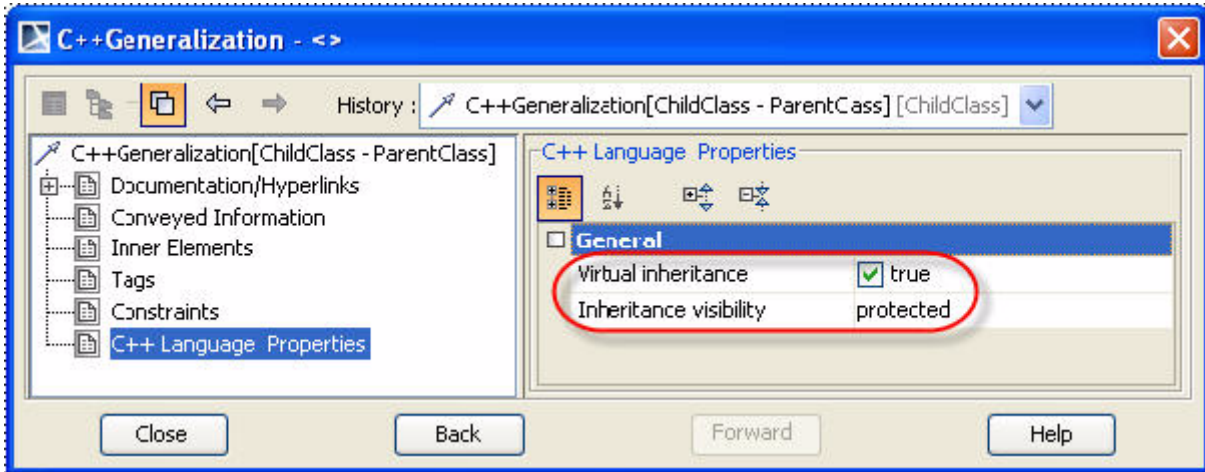 C++Generalization - <>
History : C++Generalization[ChildClass - ParentCass] [ChildClass]
C++Generalization[ChildClass - ParentClass]
Documentation/Hyperlinks
Conveyed Information
Inner Elements
Tags
Constraints
C++ Language Properties
C++ Language Properties
General
Virtual inheritance true
Inheritance visibility protected
Close Back Forward Help